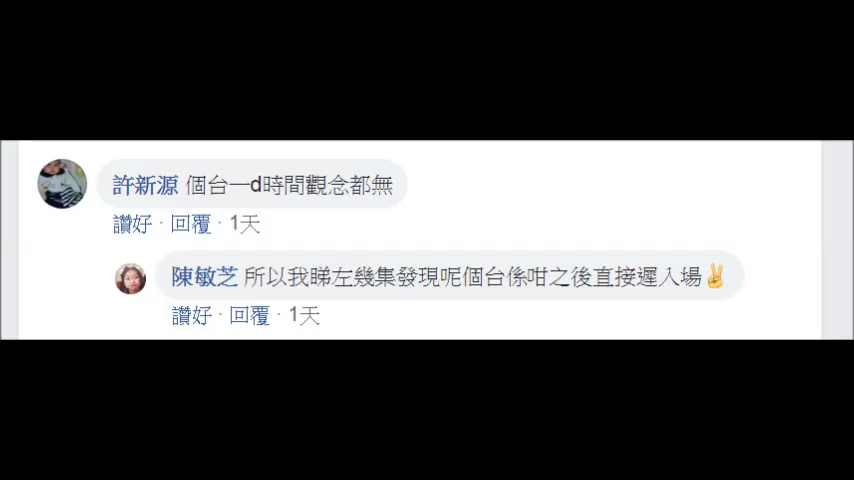 許新源 個台一d時間觀念都無
讚好 · 回覆 · 1天
陳敏芝 所以我睇左幾集發現呢個台係咁之後直接遲入場✌
讚好 · 回覆 · 1天